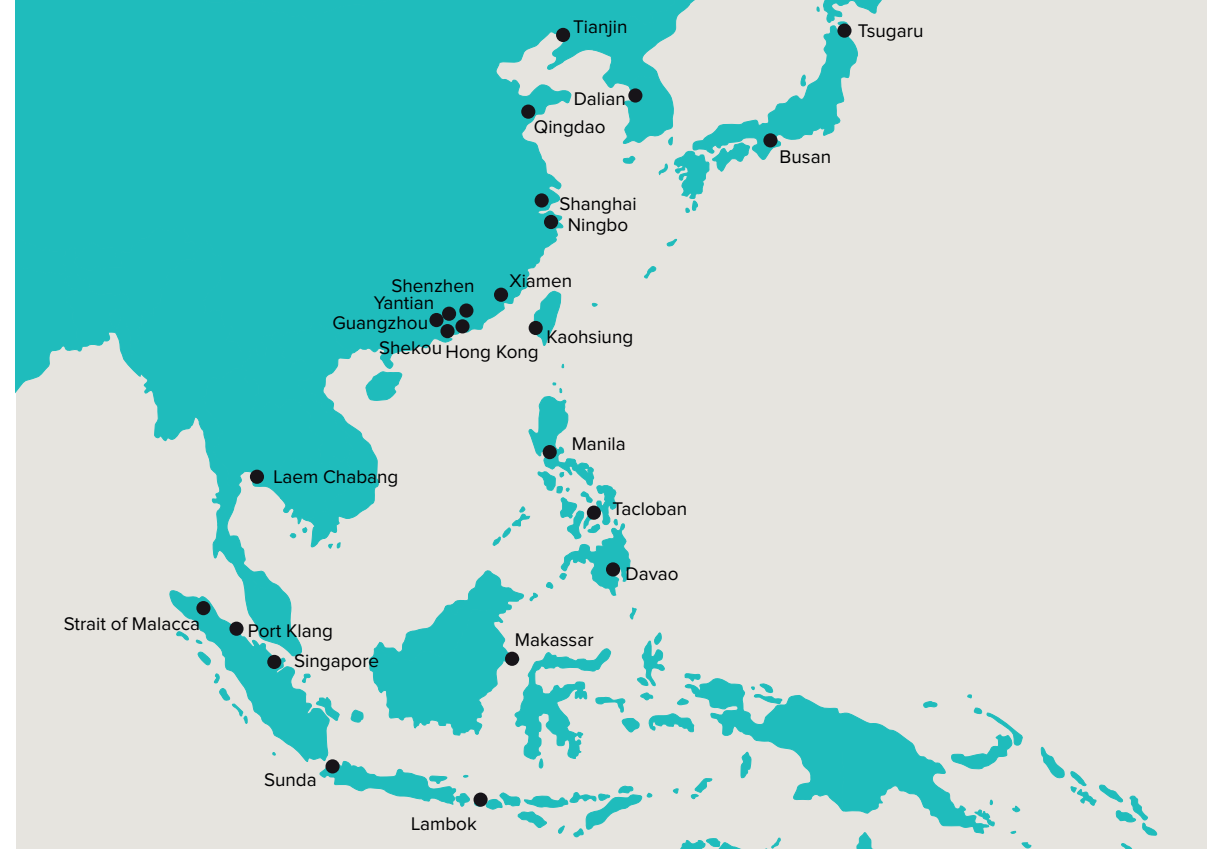 Tianjin
Tsugaru
Dalian
Qingdao
Busan
Shanghai
Ningbo
Xiamen
Shenzhen
Yantian
Guangzhou
Kaohsiung
Shekou
Hong Kong
Manila
Laem Chabang
Tacloban
Davao
Strait of Malacca
Port Klang
Makassar
Singapore
Sunda
Lambok